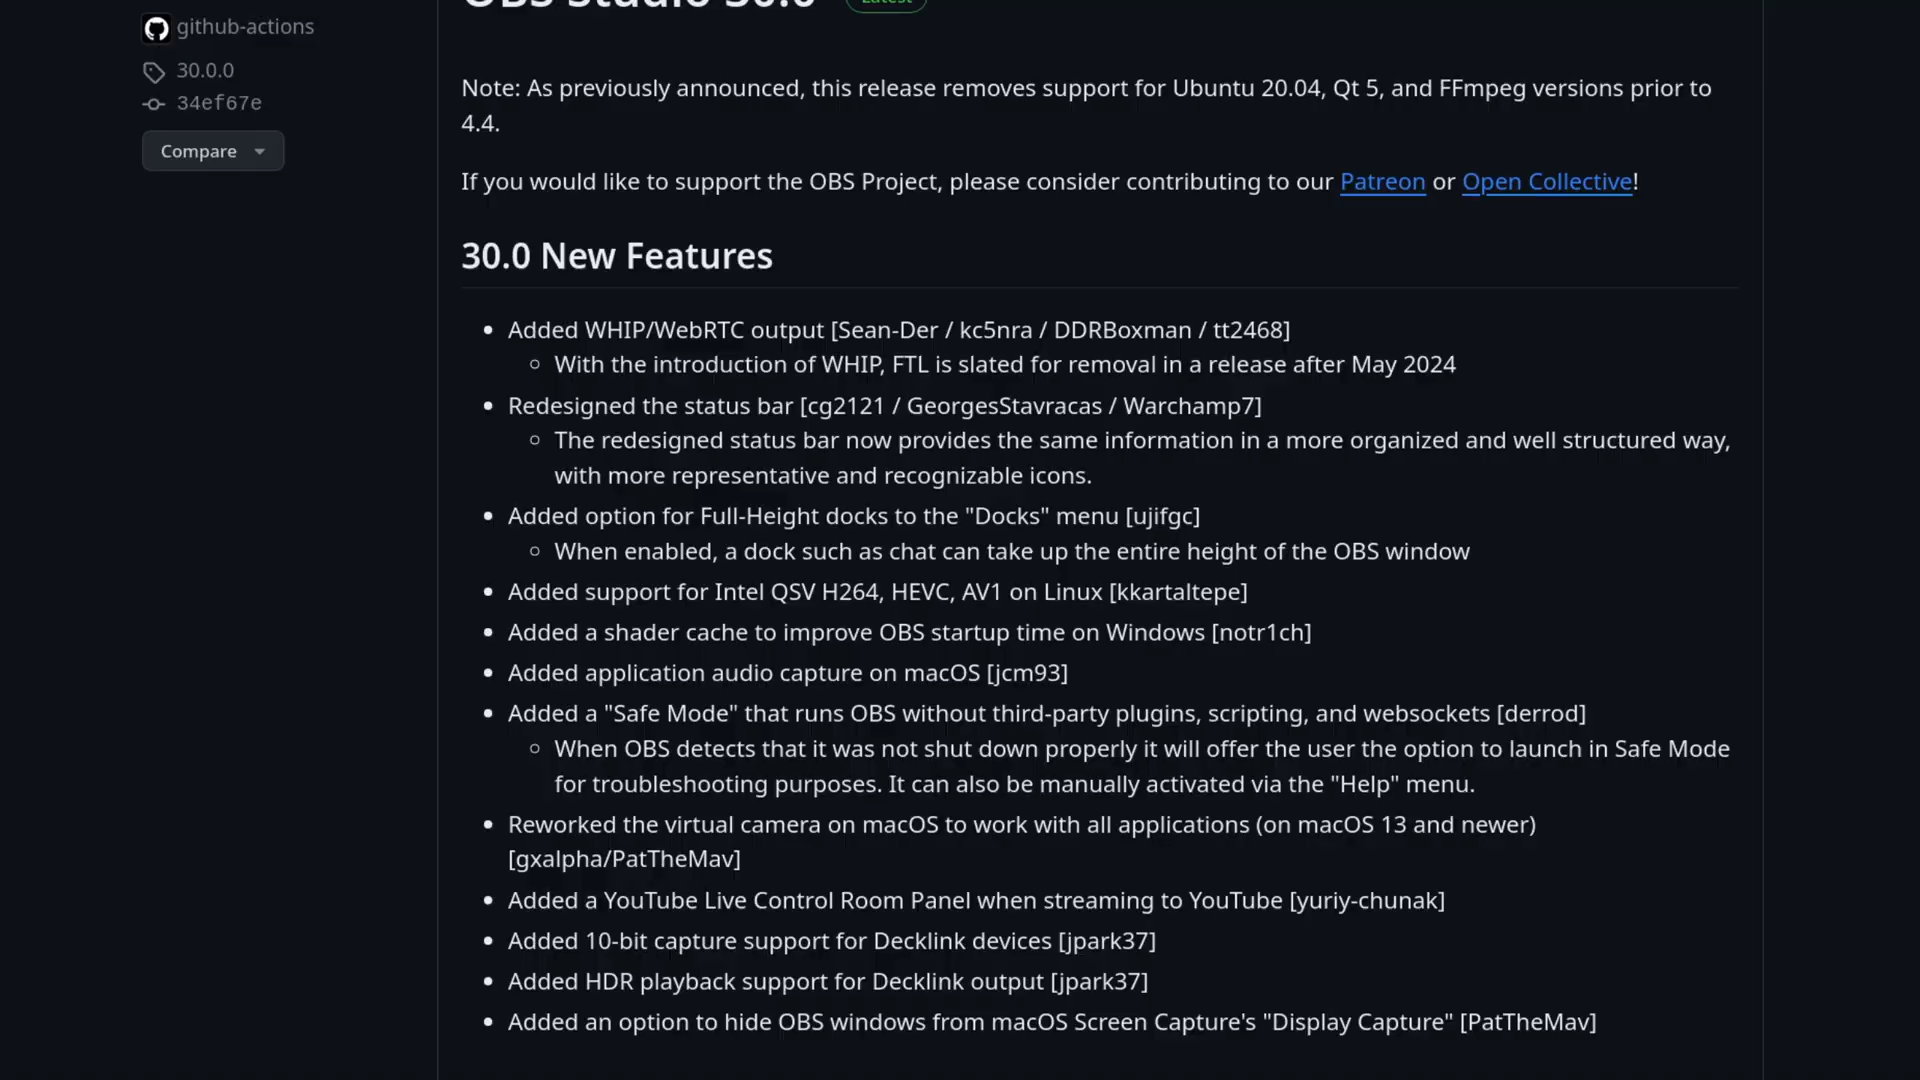 OBS Studio 30.0 Latest
github-actions
30.0.0
34ef67e
Compare
Note: As previously announced, this release removes support for Ubuntu 20.04, Qt 5, and FFmpeg versions prior to
4.4.
If you would like to support the OBS Project, please consider contributing to our Patreon or Open Collective!
30.0 New Features
• Added WHIP/WebRTC output [Sean-Der / kc5nra / DDRBoxman / tt2468]
○ With the introduction of WHIP, FTL is slated for removal in a release after May 2024
• Redesigned the status bar [cg2121 / GeorgesStavracas / Warchamp7]
○ The redesigned status bar now provides the same information in a more organized and well structured way,
with more representative and recognizable icons.
• Added option for Full-Height docks to the "Docks" menu [ujifgc]
○ When enabled, a dock such as chat can take up the entire height of the OBS window
• Added support for Intel QSV H264, HEVC, AV1 on Linux [kkartaltepe]
• Added a shader cache to improve OBS startup time on Windows [notr1ch]
• Added application audio capture on macOS [jcm93]
• Added a "Safe Mode" that runs OBS without third-party plugins, scripting, and websockets [derrod]
○ When OBS detects that it was not shut down properly it will offer the user the option to launch in Safe Mode
for troubleshooting purposes. It can also be manually activated via the "Help" menu.
• Reworked the virtual camera on macOS to work with all applications (on macOS 13 and newer)
[gxalpha/PatTheMav]
• Added a YouTube Live Control Room Panel when streaming to YouTube [yuriy-chunak]
• Added 10-bit capture support for Decklink devices [jpark37]
• Added HDR playback support for Decklink output [jpark37]
• Added an option to hide OBS windows from macOS Screen Capture's "Display Capture" [PatTheMav]